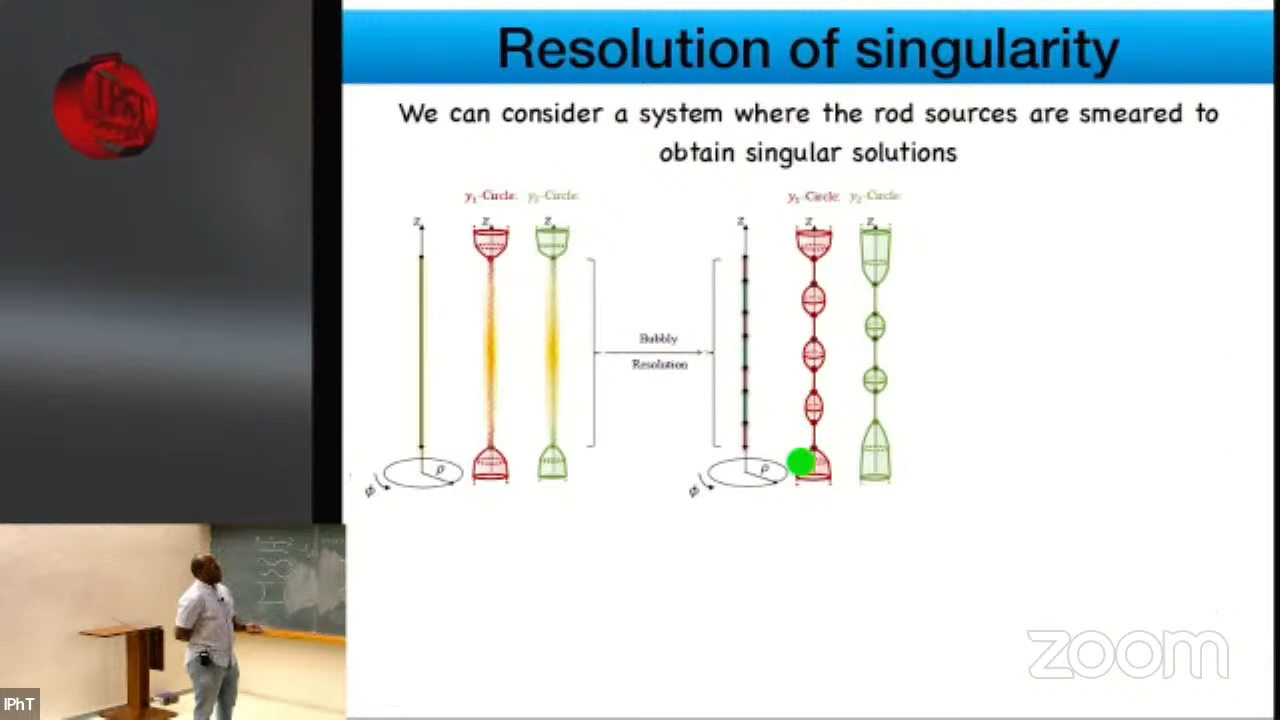 Resolution of singularity
We can consider a system where the rod sources are smeared to
obtain singular solutions
y₁-Circle y₂-Circle
y₁-Circle y₂-Circle
z z z
z z z
Bubbly
Resolution
ρ
ϕ
ρ
ϕ
IPhT
zoom
IPhT